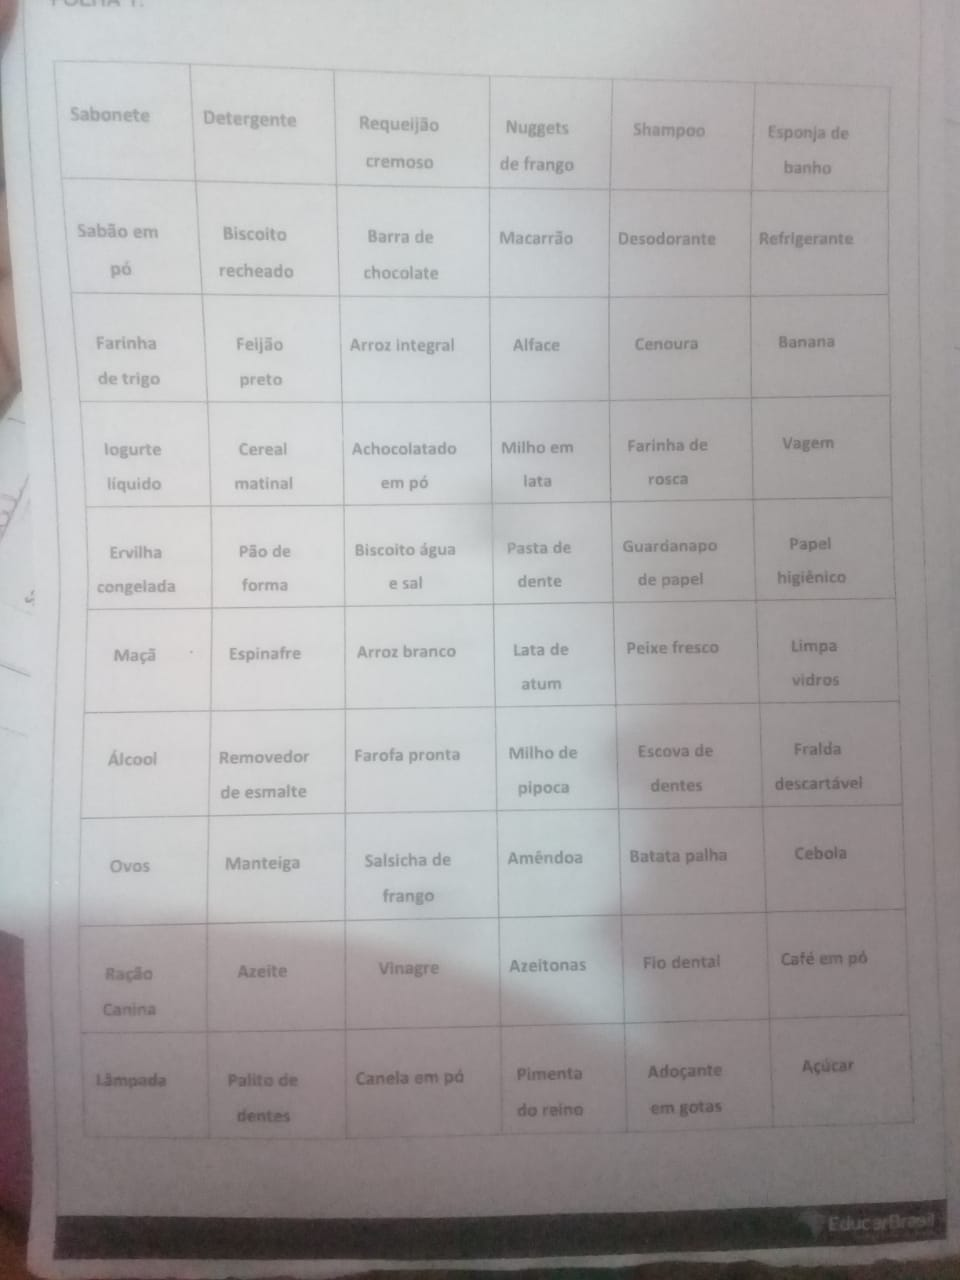 FOLHA 1:
Sabonete Detergente Requeijão Nuggets Shampoo Esponja de
cremoso de frango banho
Sabão em Biscoito Barra de Macarrão Desodorante Refrigerante
pó recheado chocolate
Farinha Feijão Arroz integral Alface Cenoura Banana
de trigo preto
Iogurte Cereal Achocolatado Milho em Farinha de Vagem
líquido matinal em pó lata rosca
Ervilha Pão de Biscoito água Pasta de Guardanapo Papel
congelada forma e sal dente de papel higiênico
Maçã Espinafre Arroz branco Lata de Peixe fresco Limpa
atum vidros
Álcool Removedor Farofa pronta Milho de Escova de Fralda
de esmalte pipoca dentes descartável
Ovos Manteiga Salsicha de Amêndoa Batata palha Cebola
frango
Ração Azeite Vinagre Azeitonas Fio dental Café em pó
Canina
Lâmpada Palito de Canela em pó Pimenta Adoçante Açúcar
dentes do reino em gotas
EducarBrasil